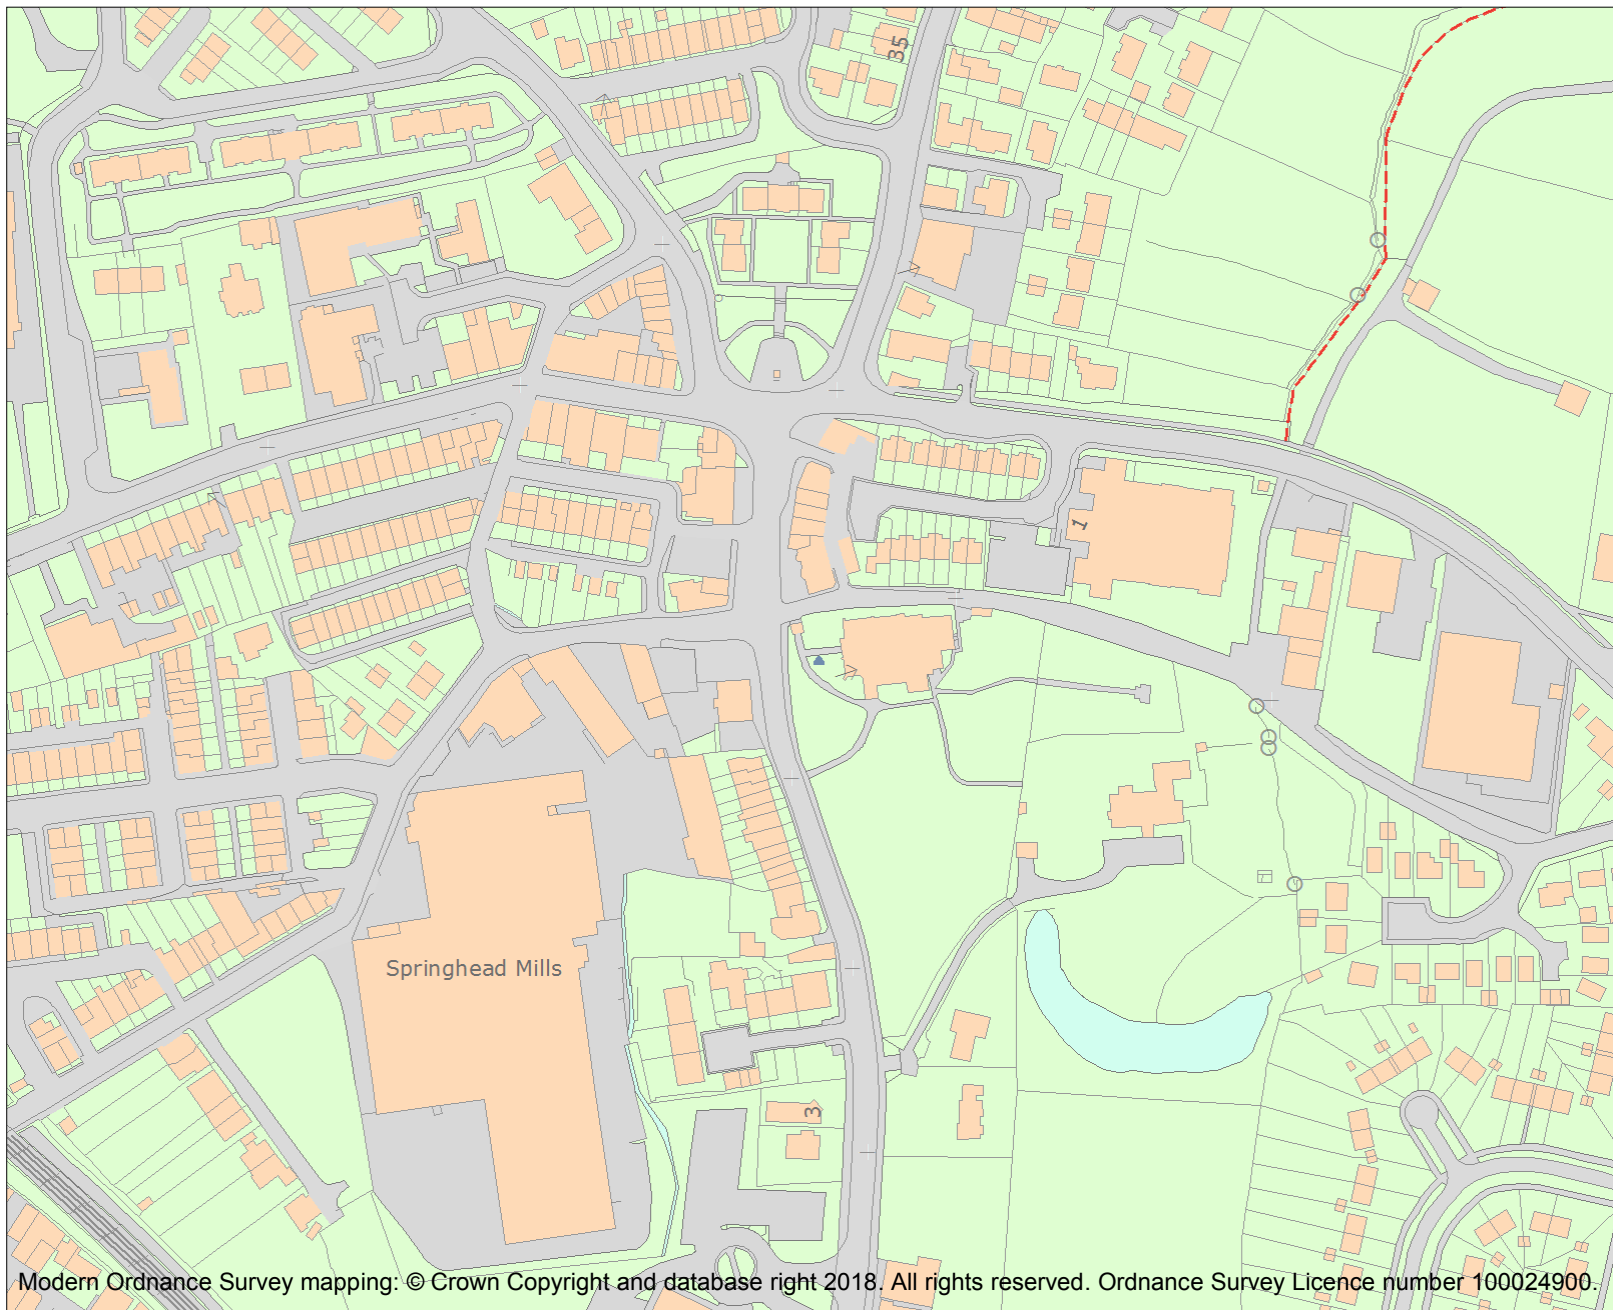 35
1
Springhead Mills
3
Modern Ordnance Survey mapping: © Crown Copyright and database right 2018. All rights reserved. Ordnance Survey Licence number 100024900.